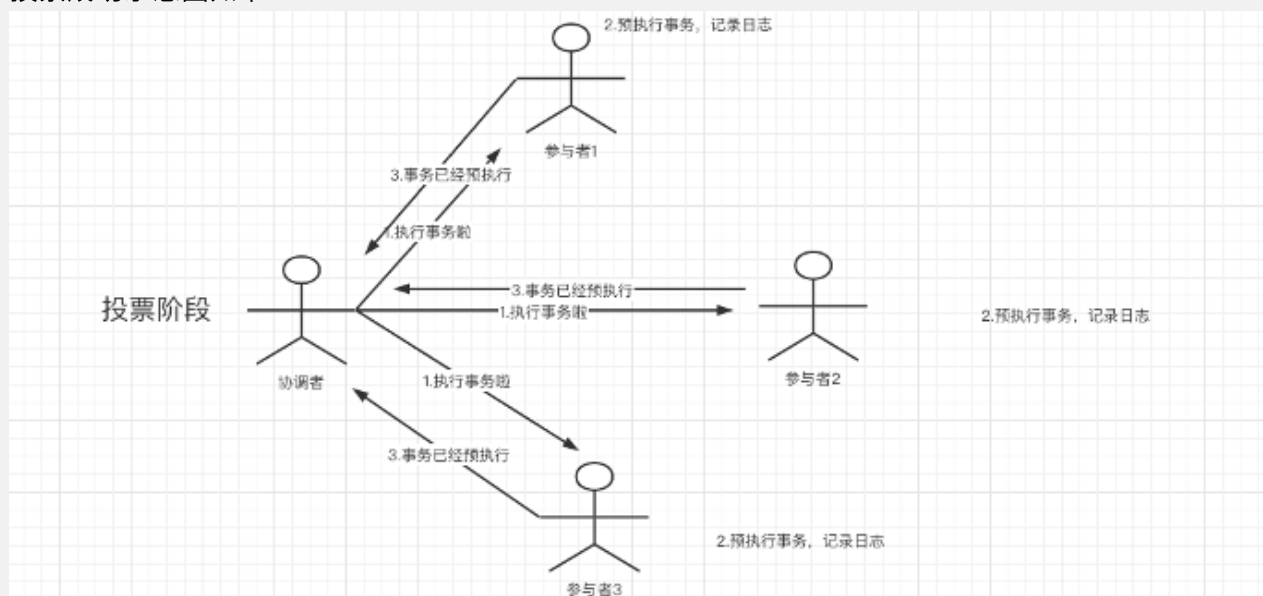 2.预执行事务，记录日志
参与者1
3.事务已经预执行
1.执行事务啦
投票阶段
协调者
3.事务已经预执行
1.执行事务啦
参与者2
2.预执行事务，记录日志
1.执行事务啦
3.事务已经预执行
2.预执行事务，记录日志
参与者3